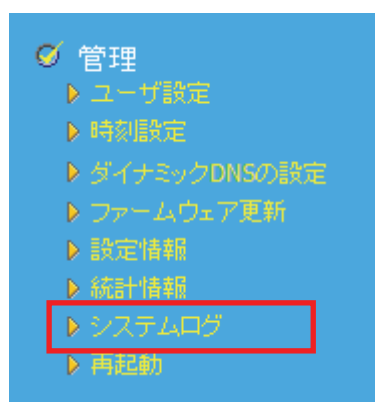 管理
ユーザ設定
時刻設定
ダイナミックDNSの設定
ファームウェア更新
設定情報
統計情報
システムログ
再起動